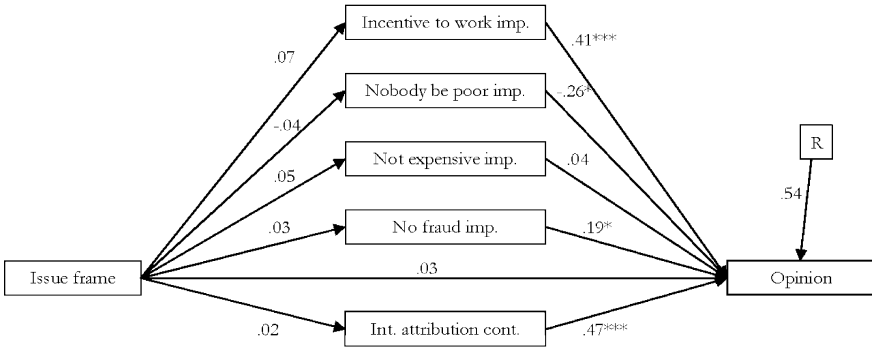 Incentive to work imp.
.07
.41***
Nobody be poor imp.
-.04
-.26*
Not expensive imp.
.05
.04
R
.54
No fraud imp.
.03
.19*
Issue frame
.03
Opinion
Int. attribution cont.
.02
.47***